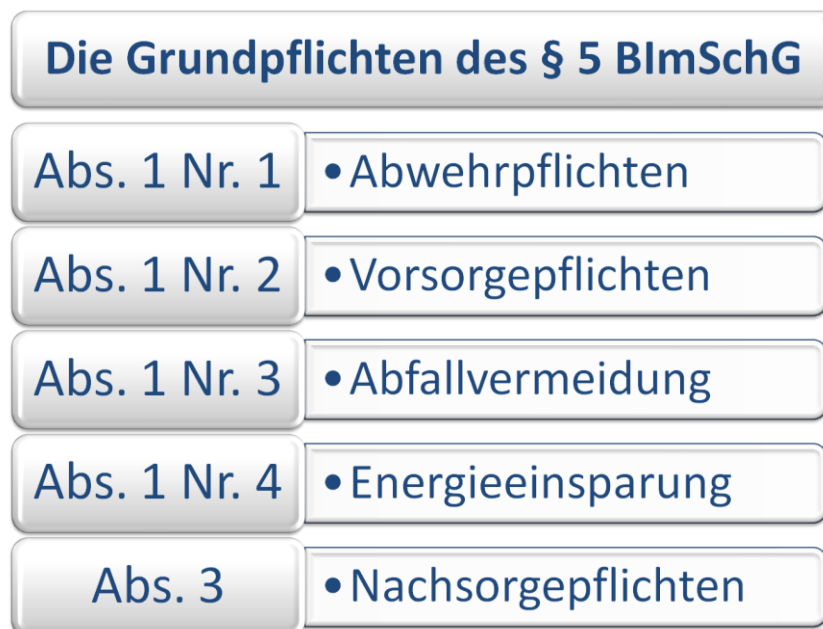 Die Grundpflichten des § 5 BImSchG
Abs. 1 Nr. 1 • Abwehrpflichten
Abs. 1 Nr. 2 • Vorsorgepflichten
Abs. 1 Nr. 3 • Abfallvermeidung
Abs. 1 Nr. 4 • Energieeinsparung
Abs. 3 • Nachsorgepflichten